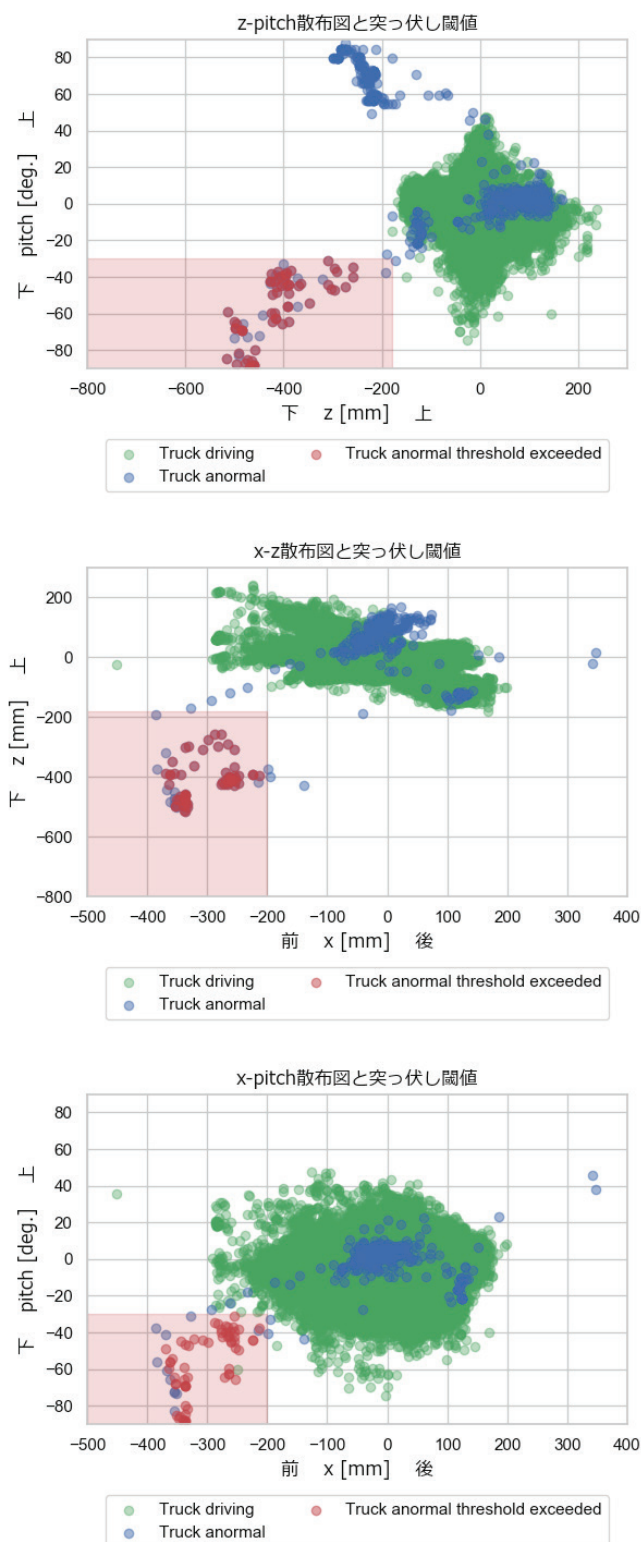 z-pitch散布図と突っ伏し閾値
80
60
40
20
0
−20
−40
−60
−80
下 pitch [deg.] 上
−800 −600 −400 −200 0 200
下 z [mm] 上
Truck driving Truck anormal threshold exceeded
Truck anormal
x-z散布図と突っ伏し閾値
200
0
−200
−400
−600
−800
下 z [mm] 上
−500 −400 −300 −200 −100 0 100 200 300 400
前 x [mm] 後
Truck driving Truck anormal threshold exceeded
Truck anormal
x-pitch散布図と突っ伏し閾値
80
60
40
20
0
−20
−40
−60
−80
下 pitch [deg.] 上
−500 −400 −300 −200 −100 0 100 200 300 400
前 x [mm] 後
Truck driving Truck anormal threshold exceeded
Truck anormal